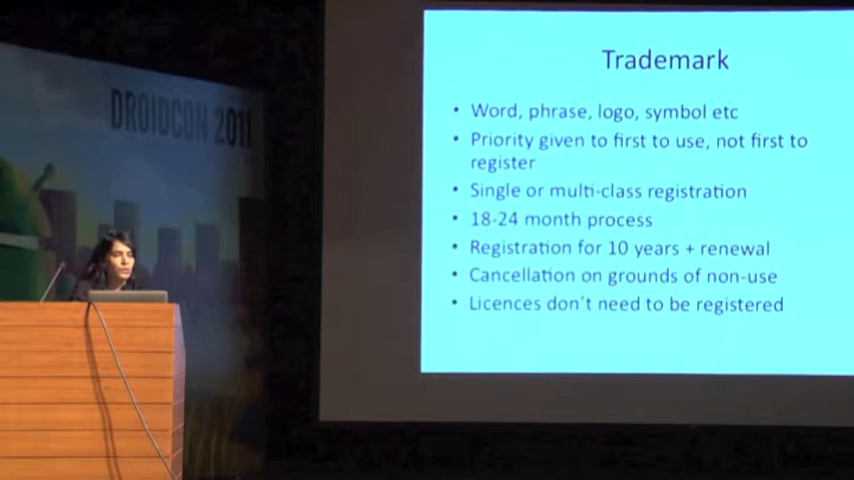 DROIDCON 2011
Trademark
• Word, phrase, logo, symbol etc
• Priority given to first to use, not first to
register
• Single or multi-class registration
• 18-24 month process
• Registration for 10 years + renewal
• Cancellation on grounds of non-use
• Licences don't need to be registered